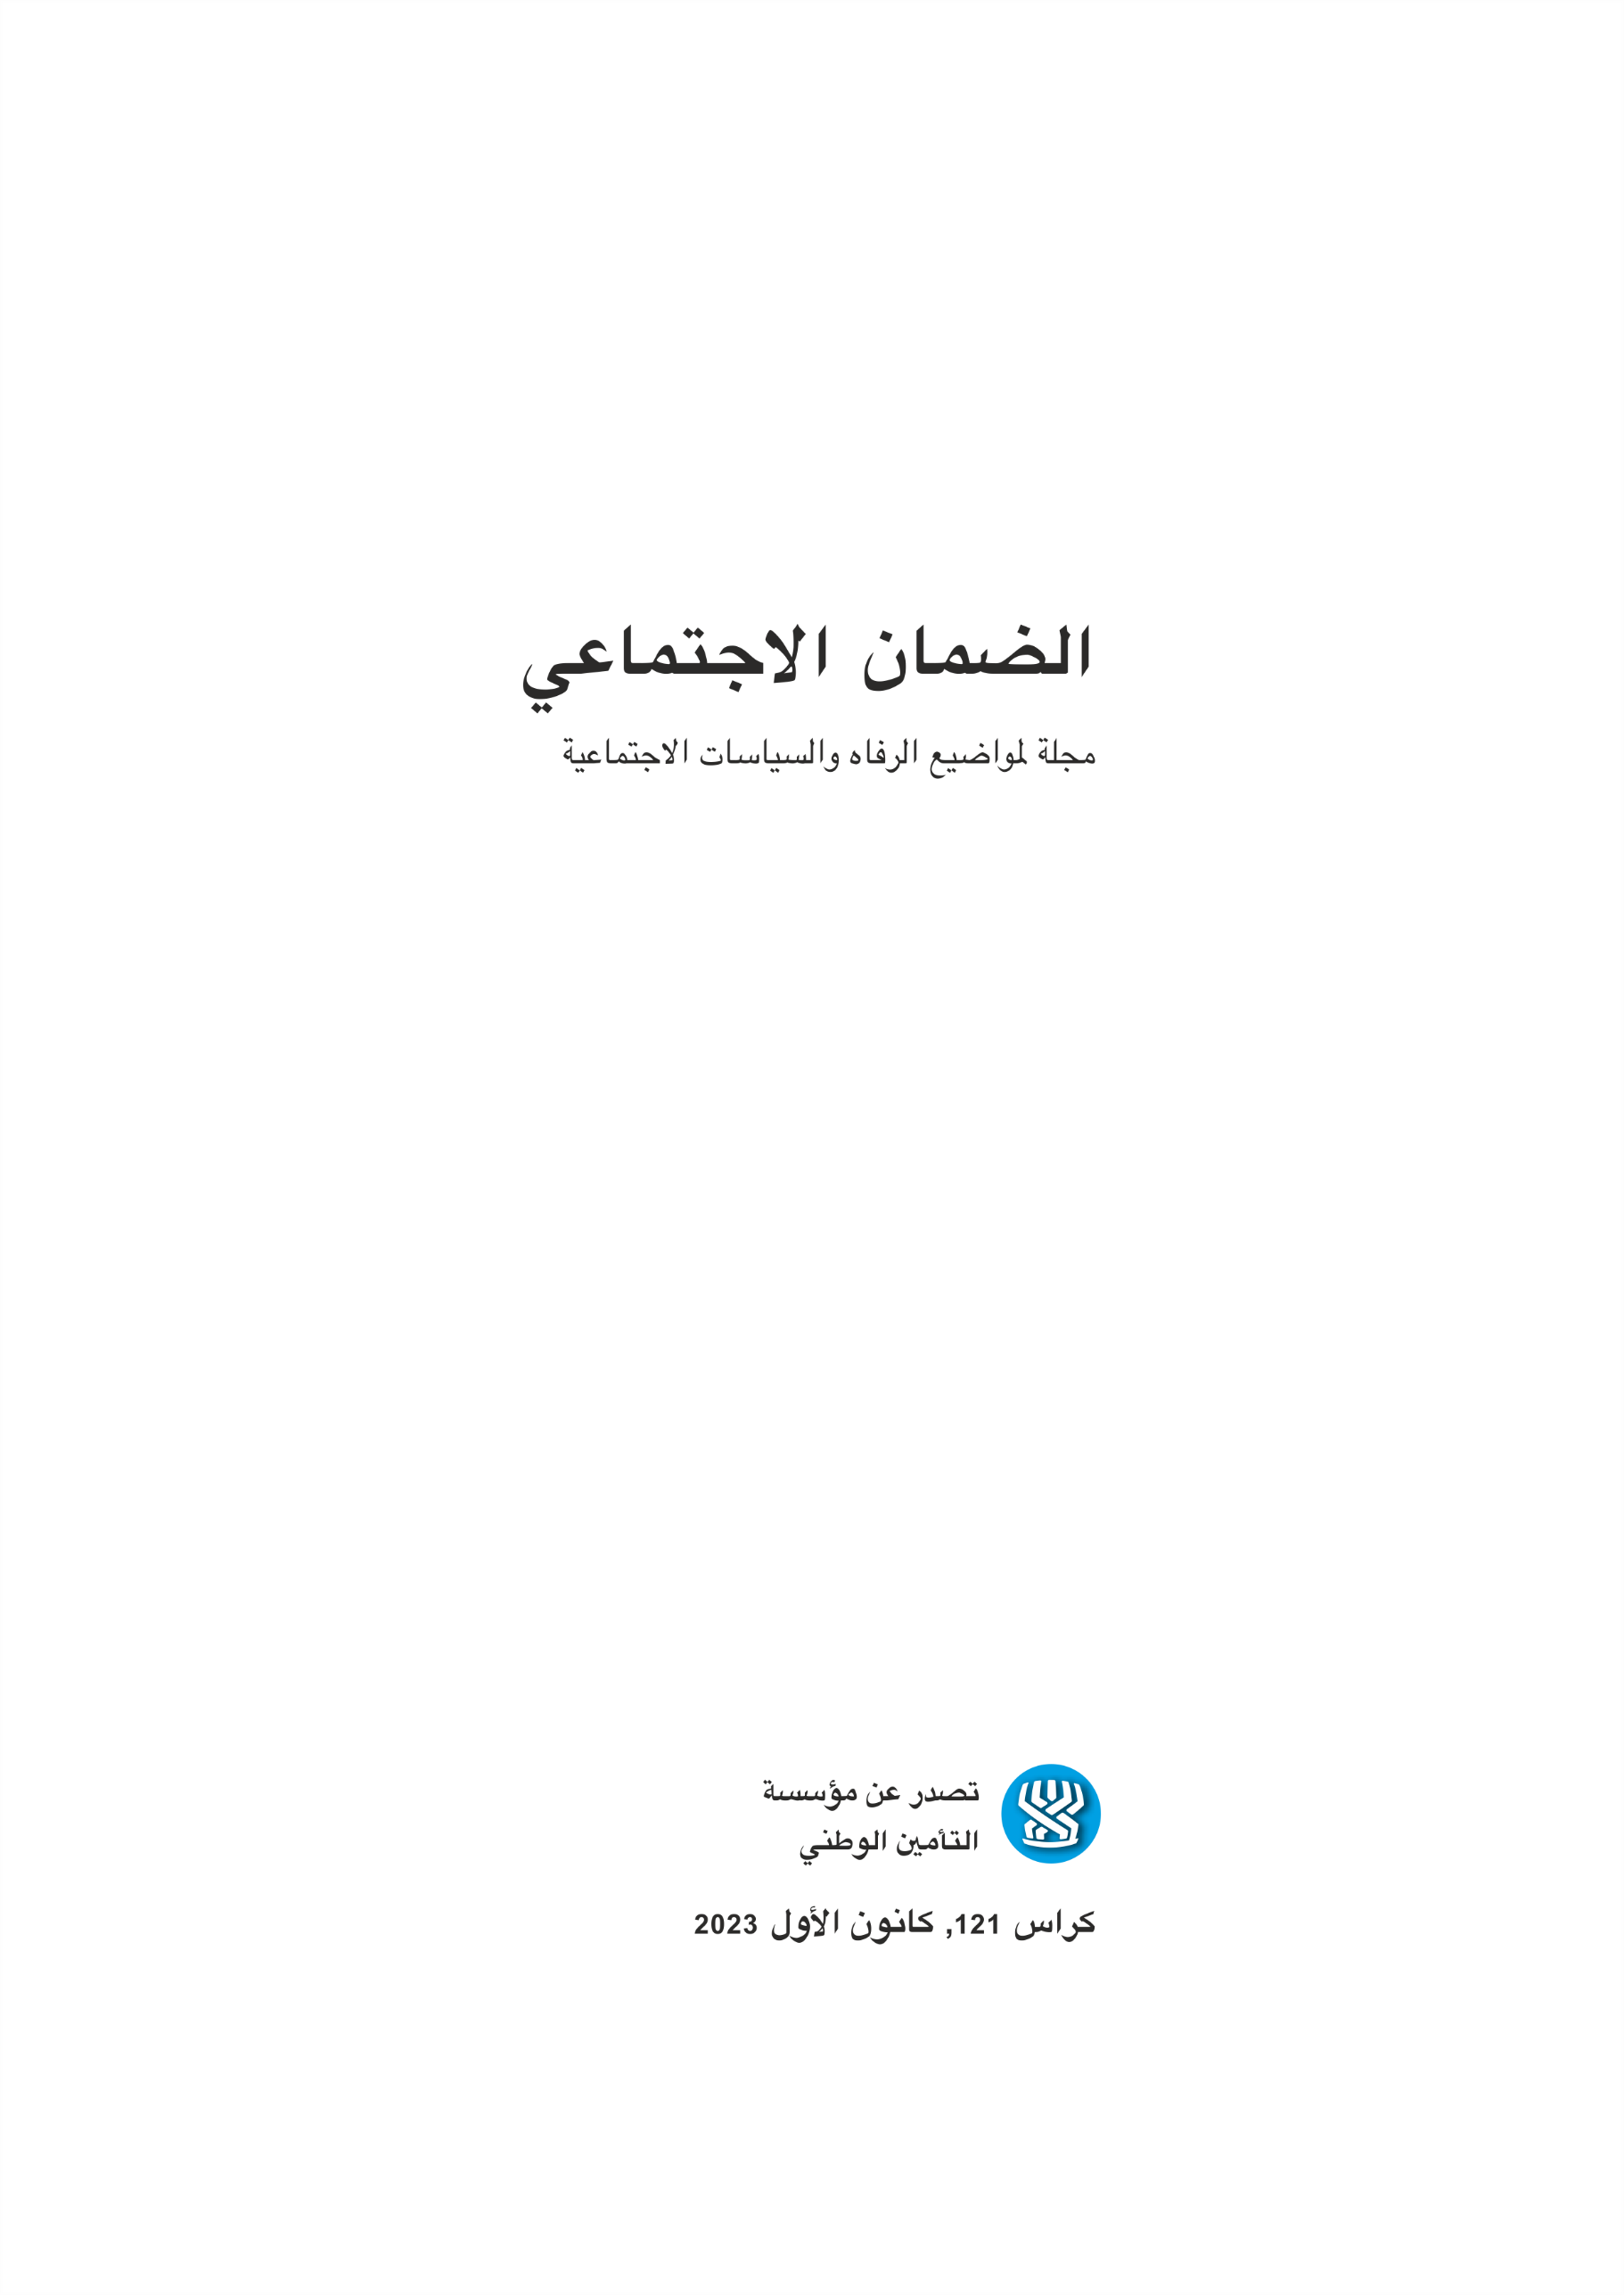 الضمان الاجتماعي
مجلة لمواضيع الرفاه والسياسات الاجتماعية
تصدر عن مؤسسة
التأمين الوطني
كراس 121, كانون الأول 2023